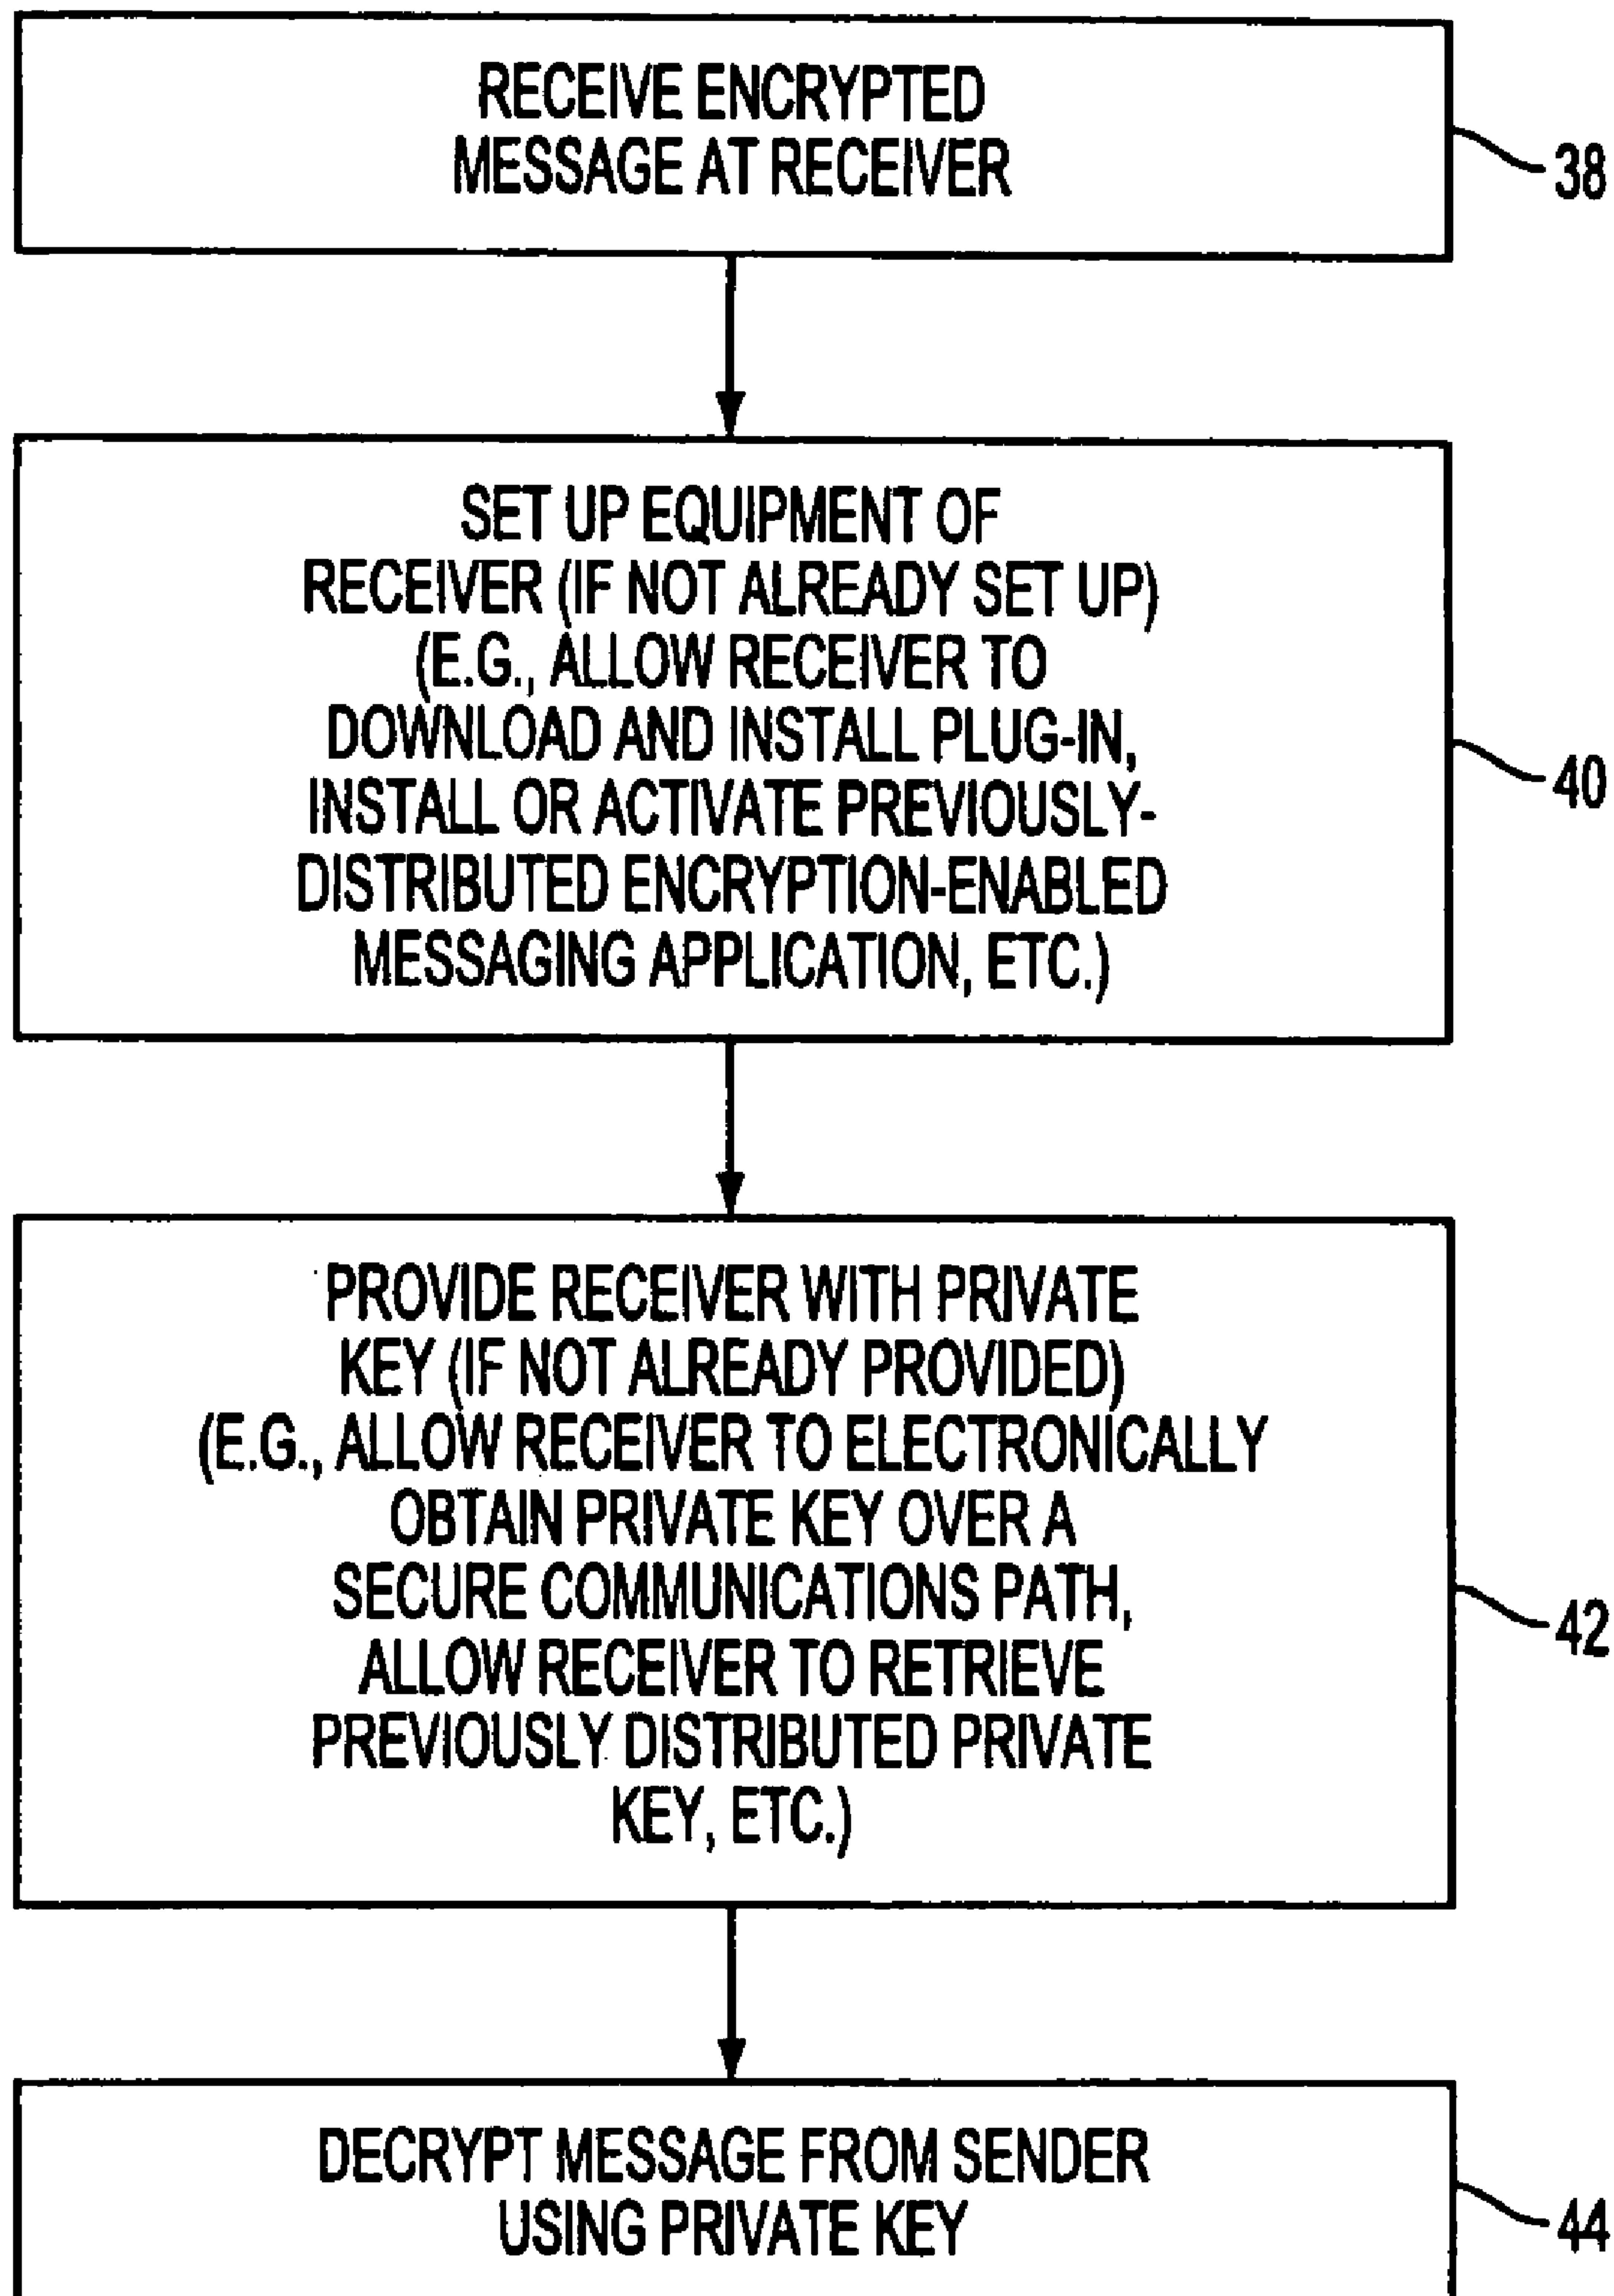 RECEIVE ENCRYPTED
MESSAGE AT RECEIVER
38
SET UP EQUIPMENT OF
RECEIVER (IF NOT ALREADY SET UP)
(E.G., ALLOW RECEIVER TO
DOWNLOAD AND INSTALL PLUG-IN,
INSTALL OR ACTIVATE PREVIOUSLY-
DISTRIBUTED ENCRYPTION-ENABLED
MESSAGING APPLICATION, ETC.)
40
PROVIDE RECEIVER WITH PRIVATE
KEY (IF NOT ALREADY PROVIDED)
(E.G., ALLOW RECEIVER TO ELECTRONICALLY
OBTAIN PRIVATE KEY OVER A
SECURE COMMUNICATIONS PATH,
ALLOW RECEIVER TO RETRIEVE
PREVIOUSLY DISTRIBUTED PRIVATE
KEY, ETC.)
42
DECRYPT MESSAGE FROM SENDER
USING PRIVATE KEY
44